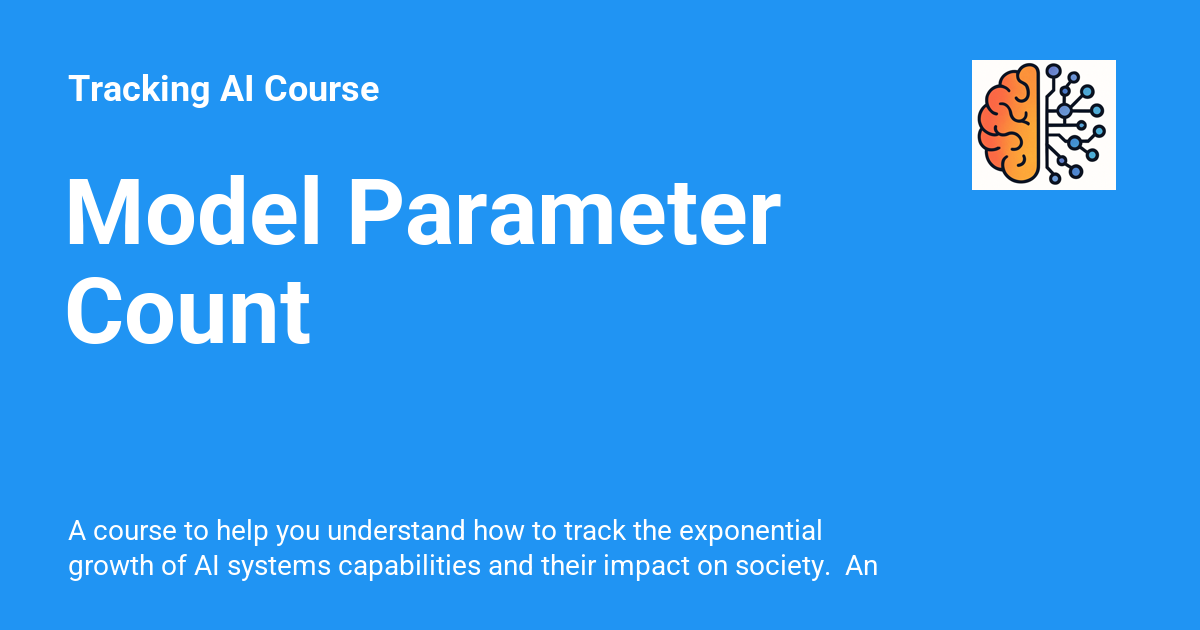 Tracking AI Course
Model Parameter
Count
A course to help you understand how to track the exponential
growth of AI systems capabilities and their impact on society.  An